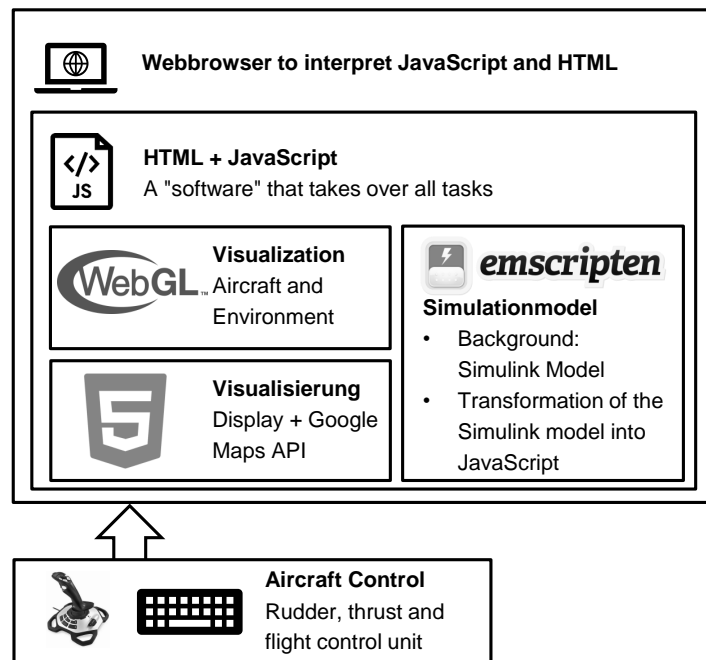 Webbrowser to interpret JavaScript and HTML
</>
JS
HTML + JavaScript
A "software" that takes over all tasks
WebGL™
Visualization
Aircraft and
Environment
5
Visualisierung
Display + Google
Maps API
emscripten
Simulationmodel
• Background:
Simulink Model
• Transformation of the
Simulink model into
JavaScript
Aircraft Control
Rudder, thrust and
flight control unit